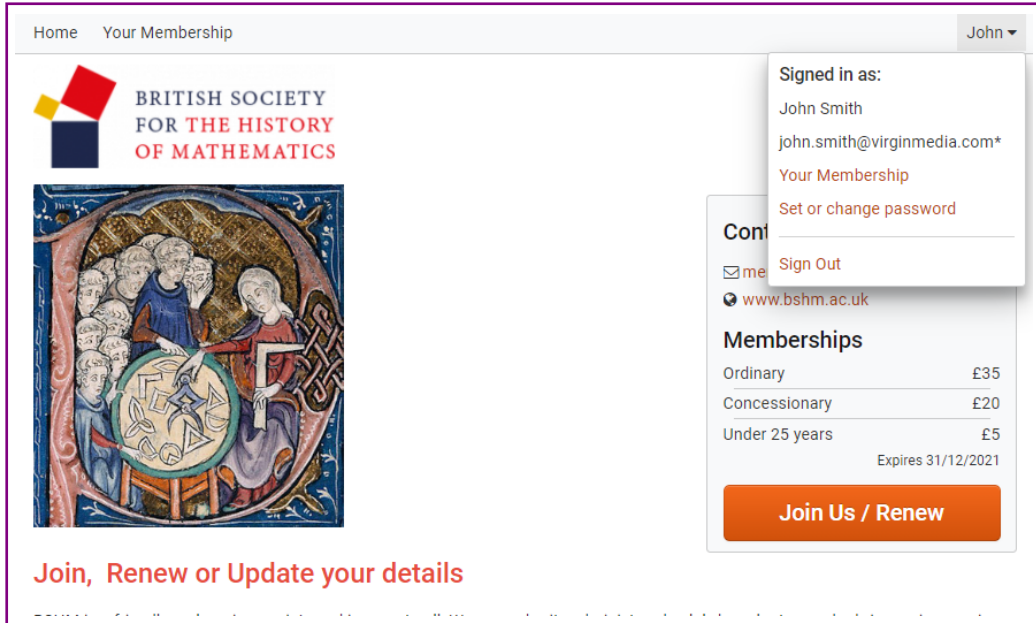 Home Your Membership John
Signed in as:
John Smith
john.smith@virginmedia.com*
Your Membership
Set or change password
Sign Out
BRITISH SOCIETY
FOR THE HISTORY
OF MATHEMATICS
Cont
me
www.bshm.ac.uk
Memberships
Ordinary £35
Concessionary £20
Under 25 years £5
Expires 31/12/2021
Join Us / Renew
Join, Renew or Update your details